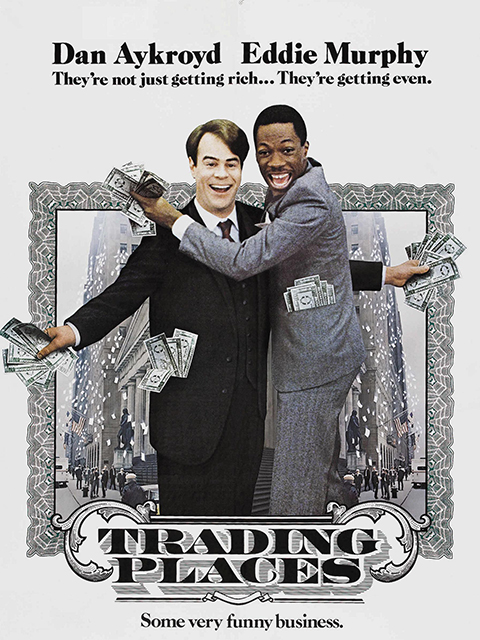 Dan Aykroyd Eddie Murphy
They're not just getting rich... They're getting even.
TRADING
PLACES
Some very funny business.